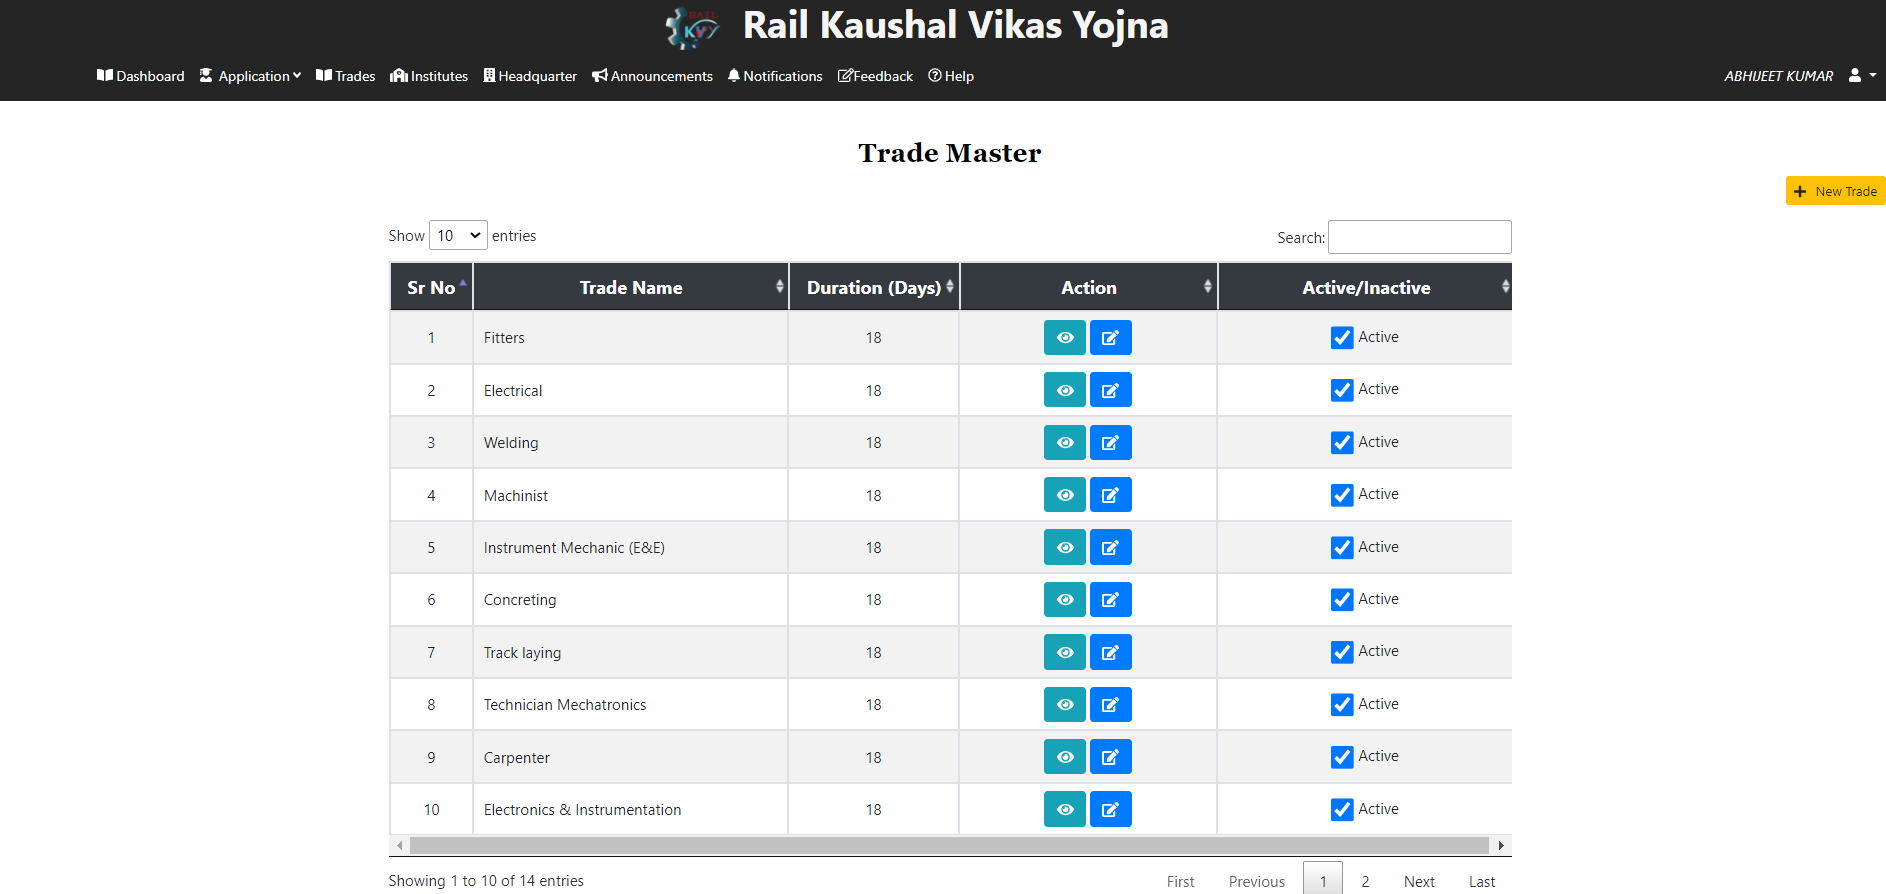 RAIL
KVY
Rail Kaushal Vikas Yojna
Dashboard Application Trades Institutes Headquarter Announcements Notifications Feedback Help ABHIJEET KUMAR
Trade Master
New Trade
Show 10 entries Search:
Sr No Trade Name Duration (Days) Action Active/Inactive
1 Fitters 18 Active
2 Electrical 18 Active
3 Welding 18 Active
4 Machinist 18 Active
5 Instrument Mechanic (E&E) 18 Active
6 Concreting 18 Active
7 Track laying 18 Active
8 Technician Mechatronics 18 Active
9 Carpenter 18 Active
10 Electronics & Instrumentation 18 Active
Showing 1 to 10 of 14 entries First Previous 1 2 Next Last